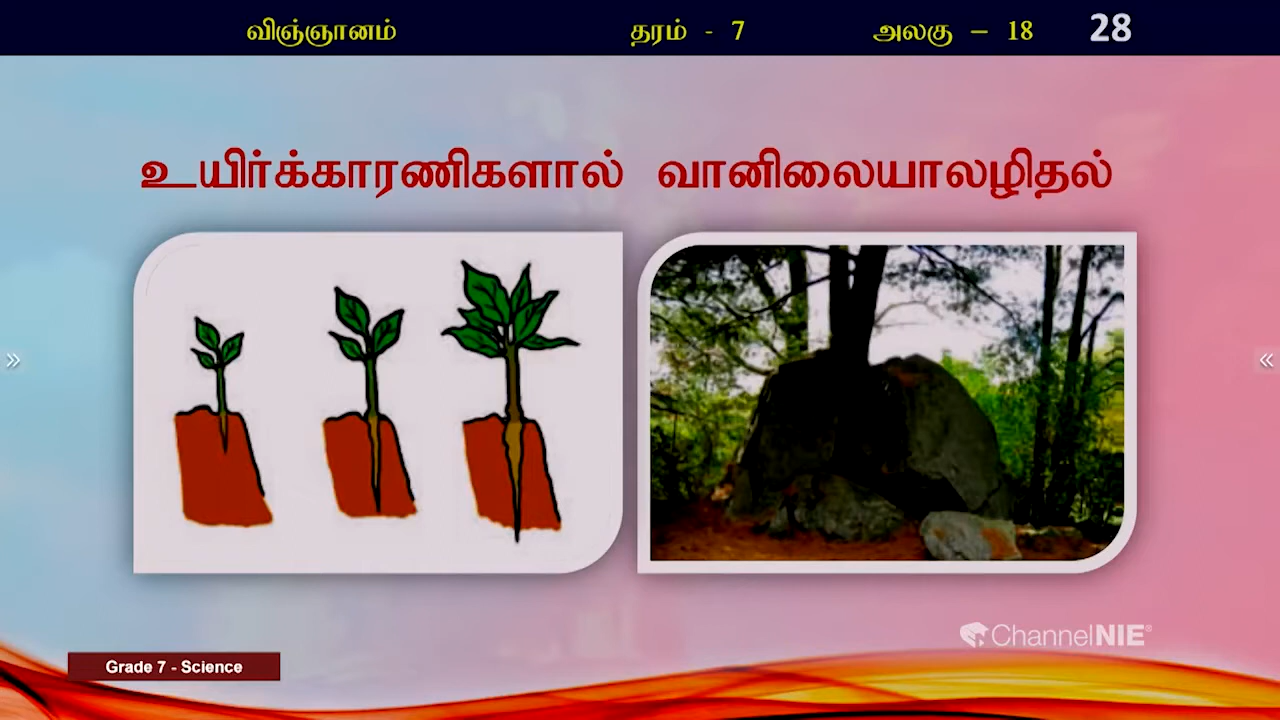 விஞ்ஞானம் தரம் - 7 அலகு – 18 28
உயிர்க்காரணிகளால் வானிலையாலழிதல்
ChannelNIE®
Grade 7 - Science